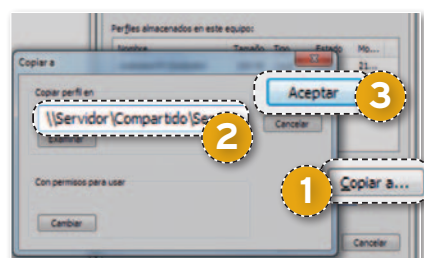 Perfiles almacenados en este equipo:
Nombre Tamaño Tipo Estado Mo...
21...
Copiar a
Copiar perfil en
Aceptar 3
\\Servidor\Compartido\Se
2
Cancelar
Examinar
1 Copiar a...
Con permisos para usar
Cambiar
Cancelar